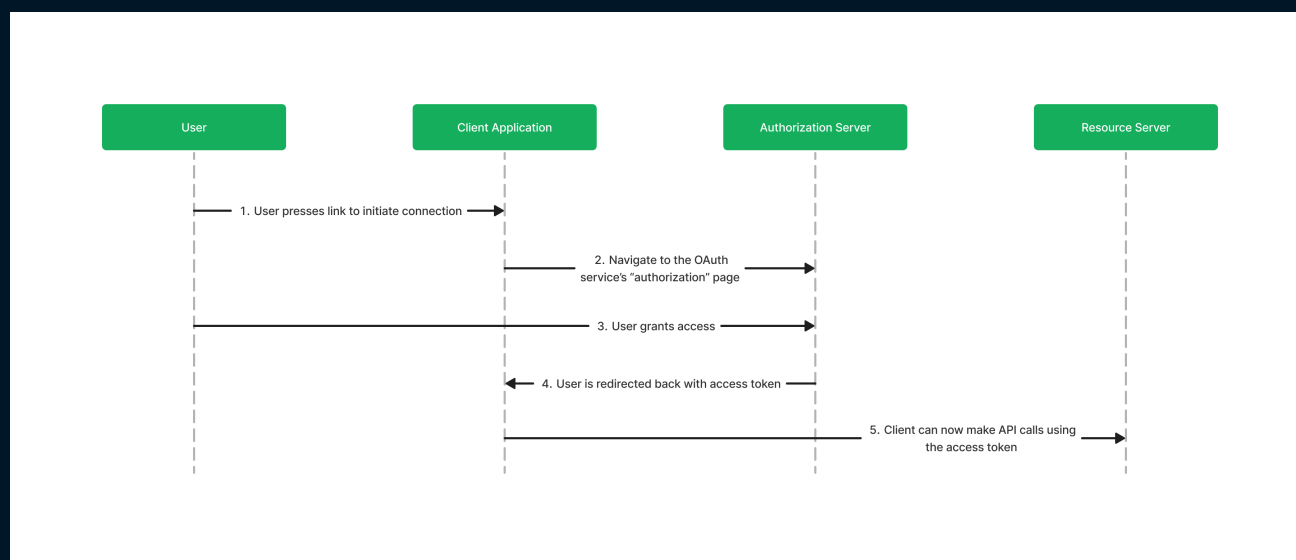 User
Client Application
Authorization Server
Resource Server
1. User presses link to initiate connection
2. Navigate to the OAuth
service's “authorization” page
3. User grants access
4. User is redirected back with access token
5. Client can now make API calls using
the access token